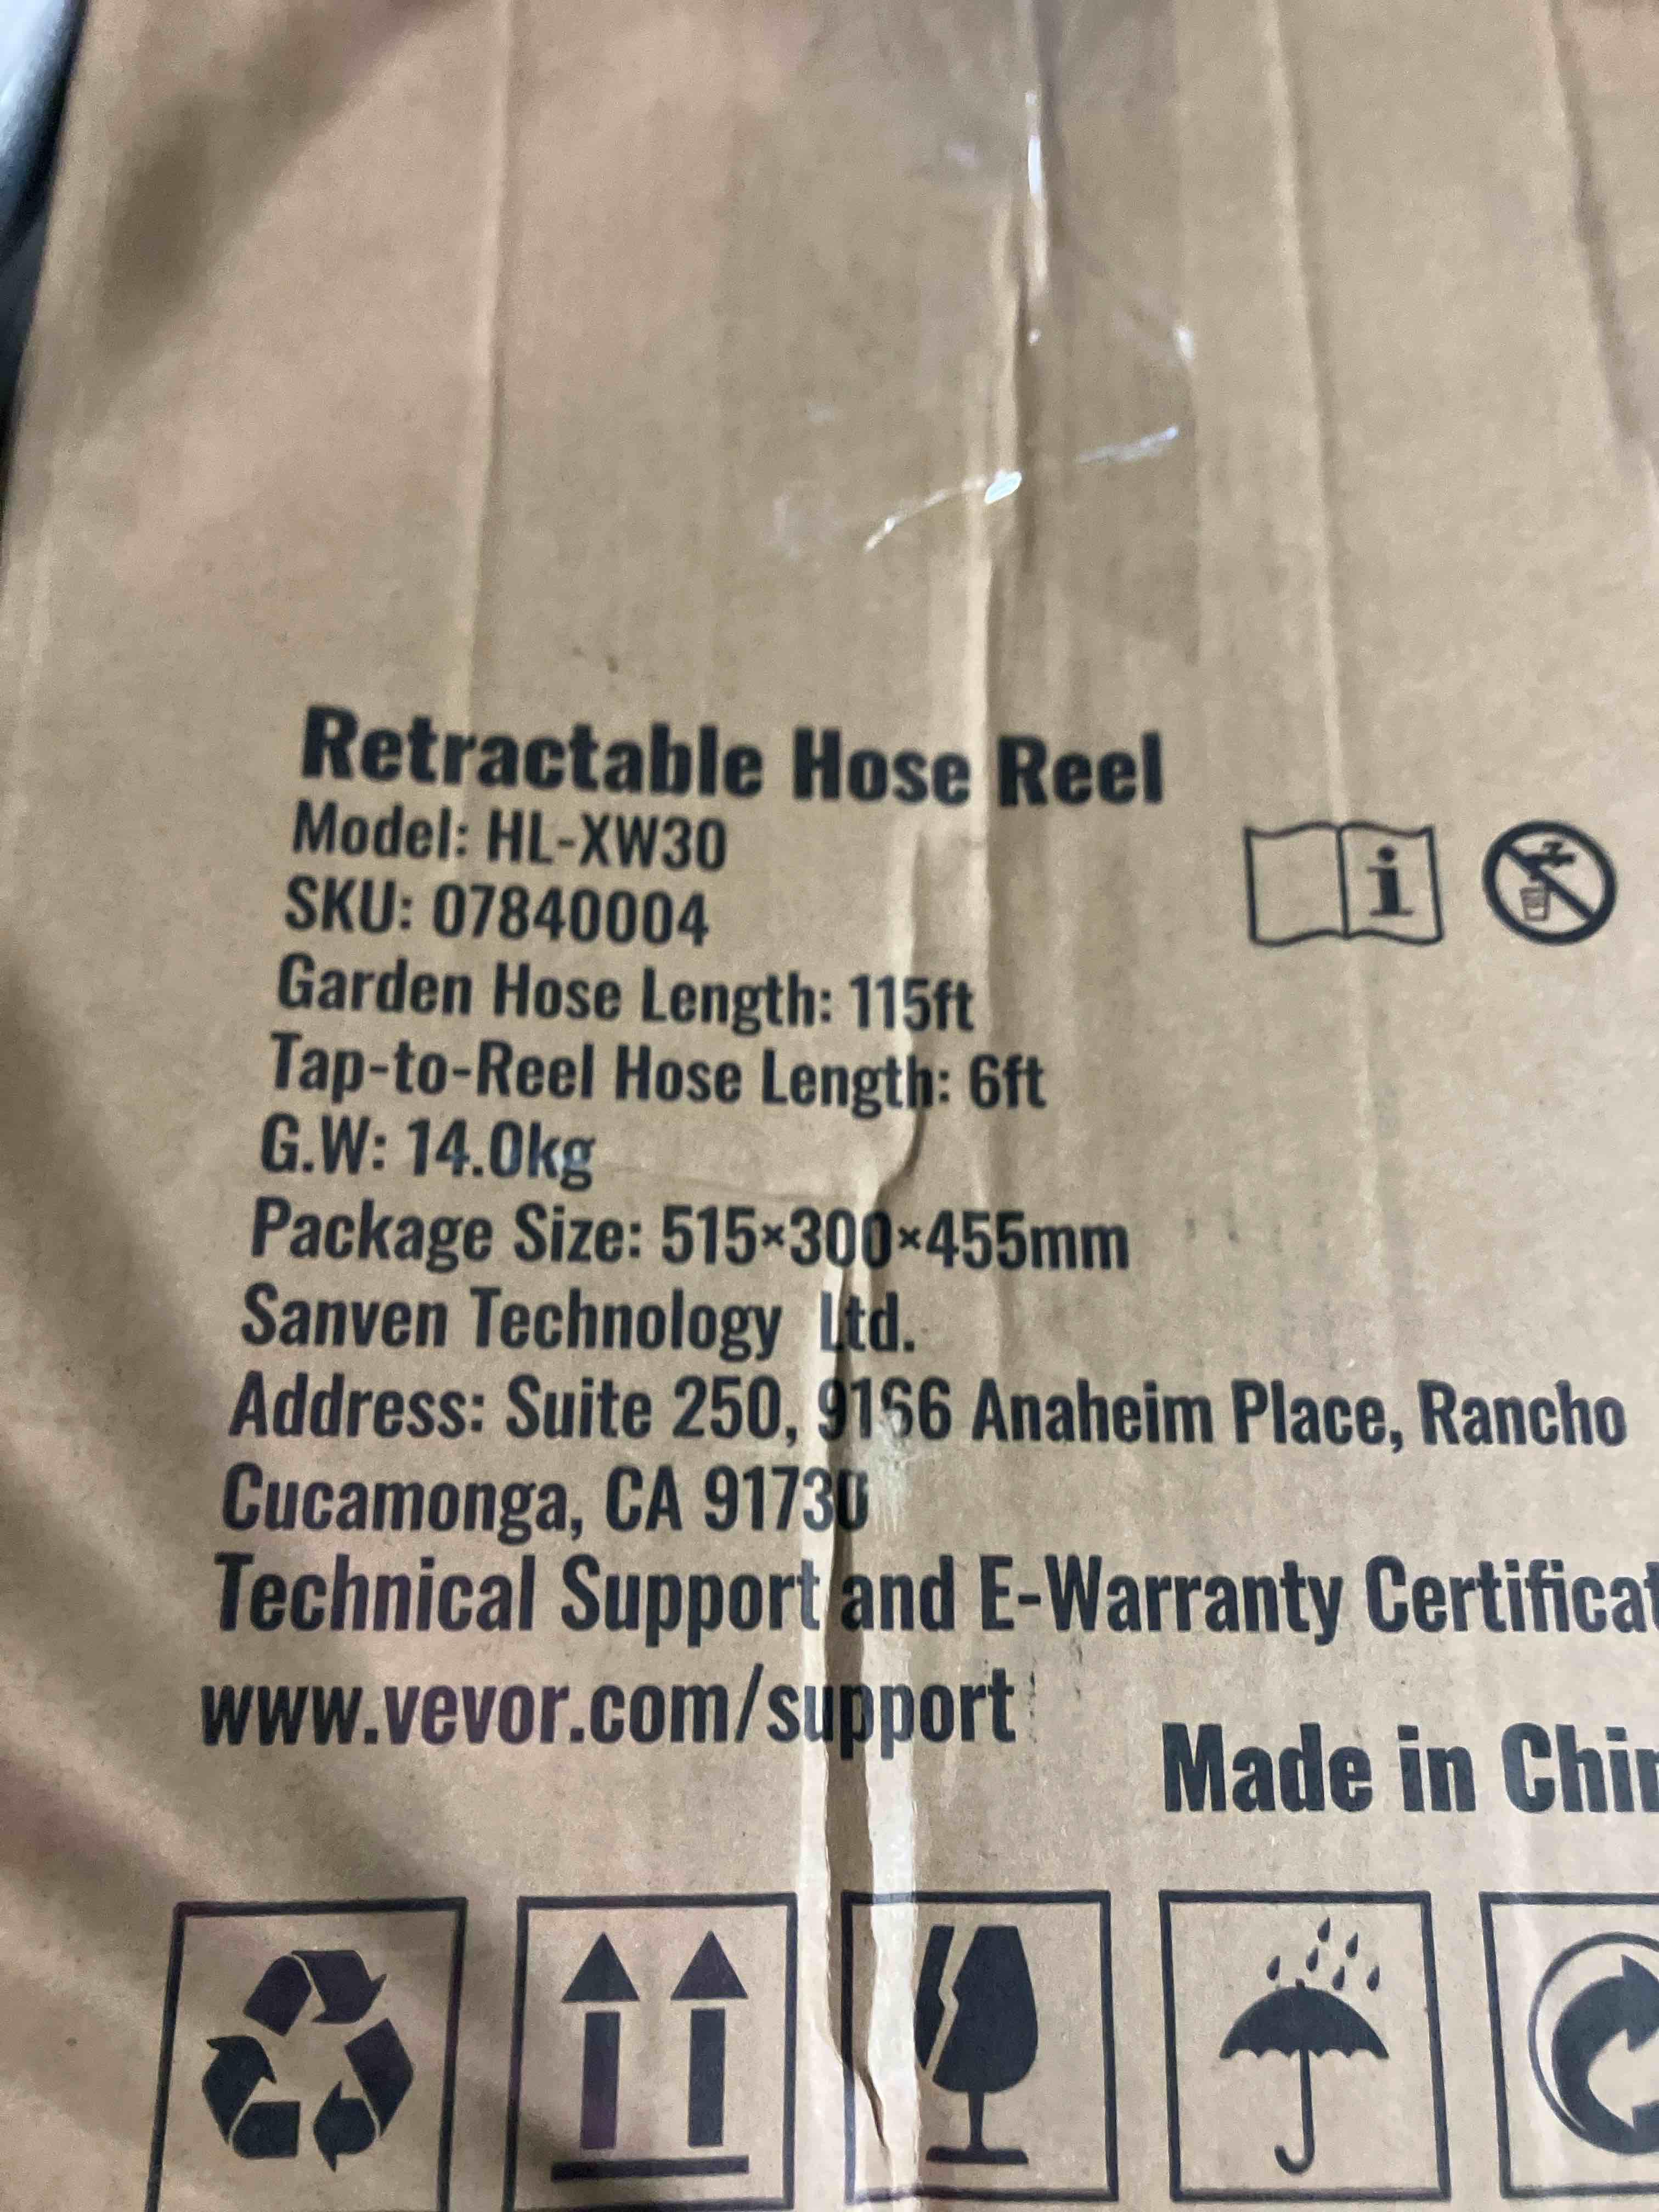 Retractable Hose Reel
Model: HL-XW30
SKU: 07840004
Garden Hose Length: 115ft
Tap-to-Reel Hose Length: 6ft
G.W: 14.0kg
Package Size: 515×300×455mm
Sanven Technology Ltd.
Address: Suite 250, 9166 Anaheim Place, Rancho
Cucamonga, CA 91730
Technical Support and E-Warranty Certificat
www.vevor.com/support
Made in Chin